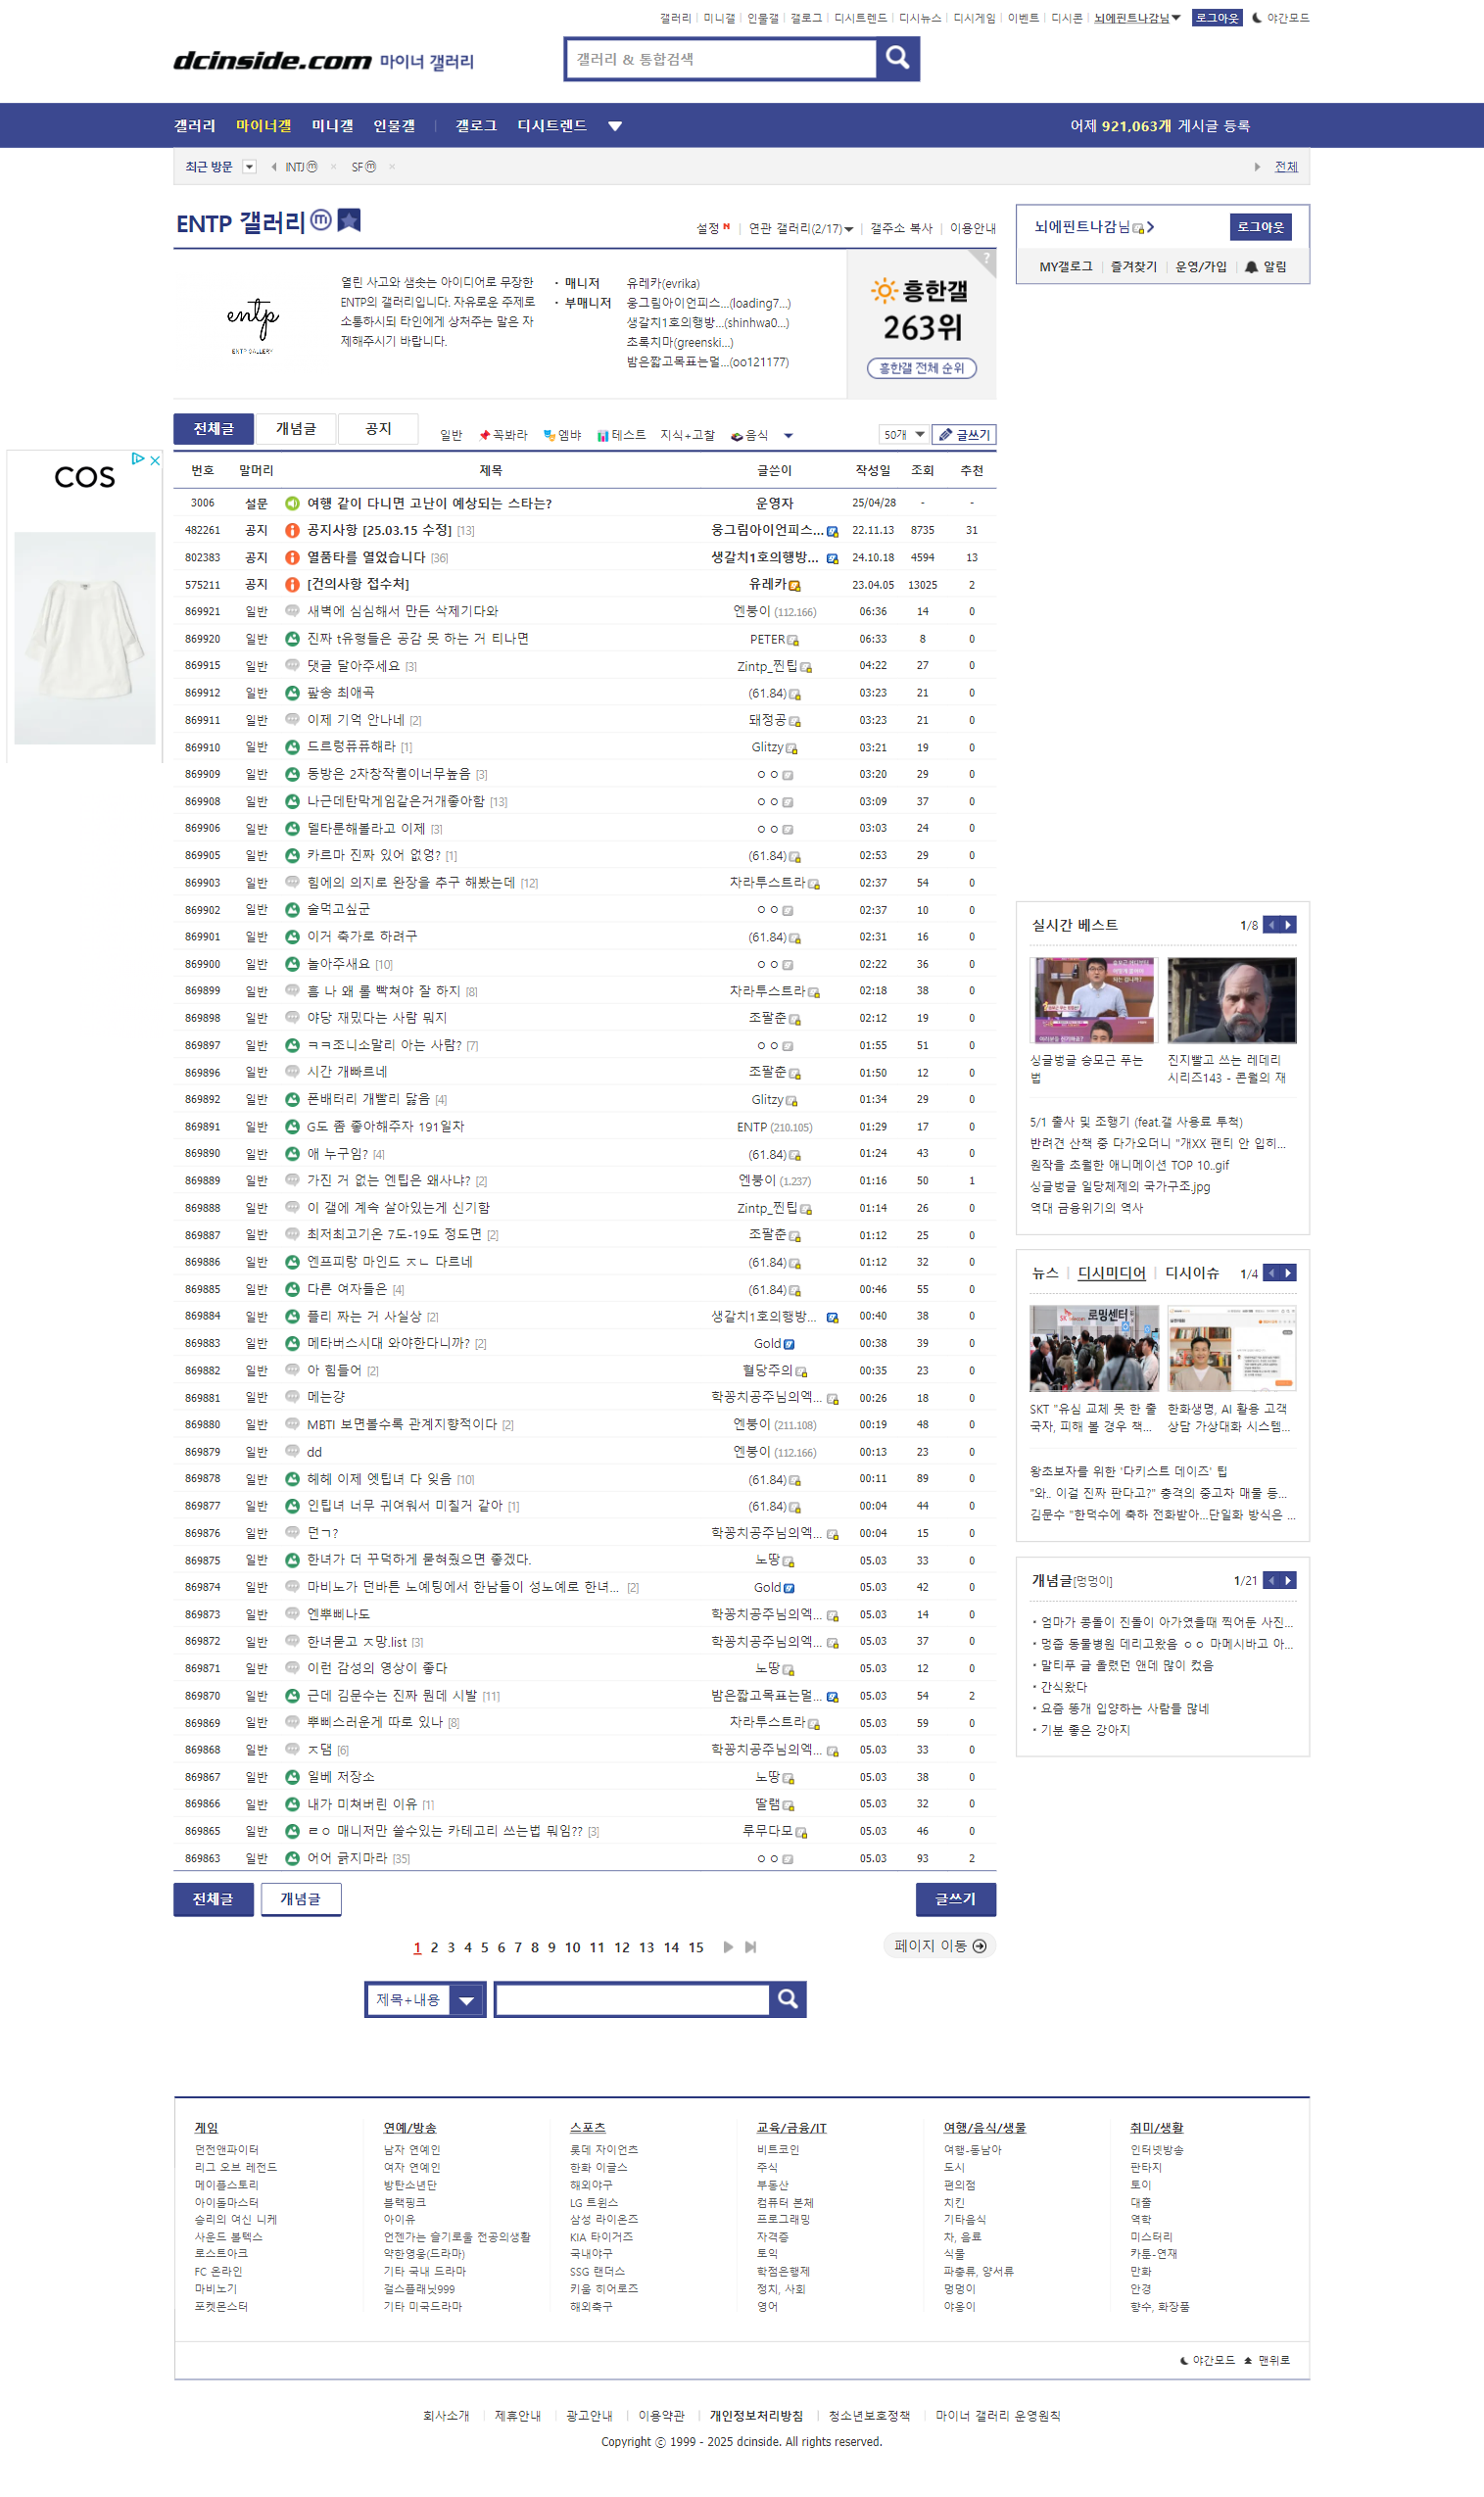 갤러리 | 미니갤 | 인물갤 | 갤로그 | 디시트렌드 | 디시뉴스 | 디시게임 | 이벤트 | 디시콘 | 뇌에핀트나감님 로그아웃 야간모드
dcinside.com 마이너 갤러리
갤러리 & 통합검색
갤러리 마이너갤 미니갤 인물갤 | 갤로그 디시트렌드 어제 921,063개 게시글 등록
최근 방문 INTJⓜ × SFⓜ × 전체
ENTP 갤러리ⓜ
설정 N | 연관 갤러리(2/17) | 갤주소 복사 | 이용안내
entp
ENTP GALLERY
열린 사고와 샘솟는 아이디어로 무장한
ENTP의 갤러리입니다. 자유로운 주제로
소통하시되 타인에게 상처주는 말은 자
제해주시기 바랍니다.
· 매니저 유레카(evrika)
· 부매니저 웅그림아이언피스...(loading7...)
생갈치1호의행방...(shinhwa0...)
초록치마(greenski...)
밤은짧고목표는멀...(oo121177)
?
흥한갤
263위
흥한갤 전체 순위
뇌에핀트나감님
로그아웃
MY갤로그 | 즐겨찾기 | 운영/가입 | 알림
전체글 개념글 공지 일반 꼭봐라 엠뱌 테스트 지식+고찰 음식 50개 글쓰기
COS
번호 말머리 제목 글쓴이 작성일 조회 추천
3006 설문 여행 같이 다니면 고난이 예상되는 스타는? 운영자 25/04/28 - -
482261 공지 공지사항 [25.03.15 수정] [13] 웅그림아이언피스... 22.11.13 8735 31
802383 공지 열품타를 열었습니다 [36] 생갈치1호의행방... 24.10.18 4594 13
575211 공지 [건의사항 접수처] 유레카 23.04.05 13025 2
869921 일반 새벽에 심심해서 만든 삭제기다와 엔붕이 (112.166) 06:36 14 0
869920 일반 진짜 t유형들은 공감 못 하는 거 티나면 PETER 06:33 8 0
869915 일반 댓글 달아주세요 [3] Zintp_찐팁 04:22 27 0
869912 일반 팦송 최애곡 (61.84) 03:23 21 0
869911 일반 이제 기억 안나네 [2] 돼정공 03:23 21 0
869910 일반 드르렁퓨퓨해라 [1] Glitzy 03:21 19 0
869909 일반 동방은 2차창작퀄이너무높음 [3] ㅇㅇ 03:20 29 0
869908 일반 나근데탄막게임같은거개좋아함 [13] ㅇㅇ 03:09 37 0
869906 일반 델타룬해볼라고 이제 [3] ㅇㅇ 03:03 24 0
869905 일반 카르마 진짜 있어 없영? [1] (61.84) 02:53 29 0
869903 일반 힘에의 의지로 완장을 추구 해봤는데 [12] 차라투스트라 02:37 54 0
869902 일반 술먹고싶군 ㅇㅇ 02:37 10 0
869901 일반 이거 축가로 하려구 (61.84) 02:31 16 0
869900 일반 놀아주새요 [10] ㅇㅇ 02:22 36 0
869899 일반 흠 나 왜 롤 빡쳐야 잘 하지 [8] 차라투스트라 02:18 38 0
869898 일반 야당 재밌다는 사람 뭐지 조팔춘 02:12 19 0
869897 일반 ㅋㅋ조니소말리 아는 사람? [7] ㅇㅇ 01:55 51 0
869896 일반 시간 개빠르네 조팔춘 01:50 12 0
869892 일반 폰배터리 개빨리 닳음 [4] Glitzy 01:34 29 0
869891 일반 G도 좀 좋아해주자 191일차 ENTP (210.105) 01:29 17 0
869890 일반 얘 누구임? [4] (61.84) 01:24 43 0
869889 일반 가진 거 없는 엔팁은 왜사냐? [2] 엔붕이 (1.237) 01:16 50 1
869888 일반 이 갤에 계속 살아있는게 신기함 Zintp_찐팁 01:14 26 0
869887 일반 최저최고기온 7도-19도 정도면 [2] 조팔춘 01:12 25 0
869886 일반 엔프피랑 마인드 ㅈㄴ 다르네 (61.84) 01:12 32 0
869885 일반 다른 여자들은 [4] (61.84) 00:46 55 0
869884 일반 플리 짜는 거 사실상 [2] 생갈치1호의행방... 00:40 38 0
869883 일반 메타버스시대 와야한다니까? [2] Gold 00:38 39 0
869882 일반 아 힘들어 [2] 혈당주의 00:35 23 0
869881 일반 메는걍 학꽁치공주님의엑... 00:26 18 0
869880 일반 MBTI 보면볼수록 관계지향적이다 [2] 엔붕이 (211.108) 00:19 48 0
869879 일반 dd 엔붕이 (112.166) 00:13 23 0
869878 일반 헤헤 이제 엣팁녀 다 잊음 [10] (61.84) 00:11 89 0
869877 일반 인팁녀 너무 귀여워서 미칠거 같아 [1] (61.84) 00:04 44 0
869876 일반 던ㄱ? 학꽁치공주님의엑... 00:04 15 0
869875 일반 한녀가 더 꾸덕하게 묻혀줬으면 좋겠다. 노땅 05.03 33 0
869874 일반 마비노가 던바튼 노예팅에서 한남들이 성노예로 한녀... [2] Gold 05.03 42 0
869873 일반 엔뿌삐나도 학꽁치공주님의엑... 05.03 14 0
869872 일반 한녀묻고 ㅈ망.list [3] 학꽁치공주님의엑... 05.03 37 0
869871 일반 이런 감성의 영상이 좋다 노땅 05.03 12 0
869870 일반 근데 김문수는 진짜 뭔데 시발 [11] 밤은짧고목표는멀... 05.03 54 2
869869 일반 뿌삐스러운게 따로 있나 [8] 차라투스트라 05.03 59 0
869868 일반 ㅈ댐 [6] 학꽁치공주님의엑... 05.03 33 0
869867 일반 일베 저장소 노땅 05.03 38 0
869866 일반 내가 미쳐버린 이유 [1] 딸램 05.03 32 0
869865 일반 ㄹㅇ 매니저만 쓸수있는 카테고리 쓰는법 뭐임?? [3] 루무다모 05.03 46 0
869863 일반 어어 긁지마라 [35] ㅇㅇ 05.03 93 2
실시간 베스트 1/8
싱글벙글 승모근 푸는
법
진지빨고 쓰는 레데리
시리즈143 - 콘월의 재
5/1 출사 및 조행기 (feat.갤 사용료 투척)
반려견 산책 중 다가오더니 "개XX 팬티 안 입히...
원작을 초월한 애니메이션 TOP 10..gif
싱글벙글 일당체제의 국가구조.jpg
역대 금융위기의 역사
뉴스 | 디시미디어 | 디시이슈 1/4
로밍센터
SKT "유심 교체 못 한 출
국자, 피해 볼 경우 책...
한화생명, AI 활용 고객
상담 가상대화 시스템...
왕초보자를 위한 '다키스트 데이즈' 팁
"와.. 이걸 진짜 판다고?" 충격의 중고차 매물 등...
김문수 "한덕수에 축하 전화받아...단일화 방식은 ...
개념글[멍멍이] 1/21
· 엄마가 콩돌이 진돌이 아가였을때 찍어둔 사진...
· 멍줍 동물병원 데리고왔음 ㅇㅇ 마메시바고 아...
· 말티푸 글 올렸던 앤데 많이 컸음
· 간식왔다
· 요즘 똥개 입양하는 사람들 많네
· 기분 좋은 강아지
전체글 개념글 글쓰기
1 2 3 4 5 6 7 8 9 10 11 12 13 14 15 페이지 이동
제목+내용
게임
던전앤파이터
리그 오브 레전드
메이플스토리
아이돌마스터
승리의 여신 니케
사운드 볼텍스
로스트아크
FC 온라인
마비노기
포켓몬스터
연예/방송
남자 연예인
여자 연예인
방탄소년단
블랙핑크
아이유
언젠가는 슬기로울 전공의생활
약한영웅(드라마)
기타 국내 드라마
걸스플래닛999
기타 미국드라마
스포츠
롯데 자이언츠
한화 이글스
해외야구
LG 트윈스
삼성 라이온즈
KIA 타이거즈
국내야구
SSG 랜더스
키움 히어로즈
해외축구
교육/금융/IT
비트코인
주식
부동산
컴퓨터 본체
프로그래밍
자격증
토익
학점은행제
정치, 사회
영어
여행/음식/생물
여행-동남아
도시
편의점
치킨
기타음식
차, 음료
식물
파충류, 양서류
멍멍이
야옹이
취미/생활
인터넷방송
판타지
토이
대출
역학
미스터리
카툰-연재
만화
안경
향수, 화장품
야간모드 맨위로
회사소개 | 제휴안내 | 광고안내 | 이용약관 | 개인정보처리방침 | 청소년보호정책 | 마이너 갤러리 운영원칙
Copyright ⓒ 1999 - 2025 dcinside. All rights reserved.